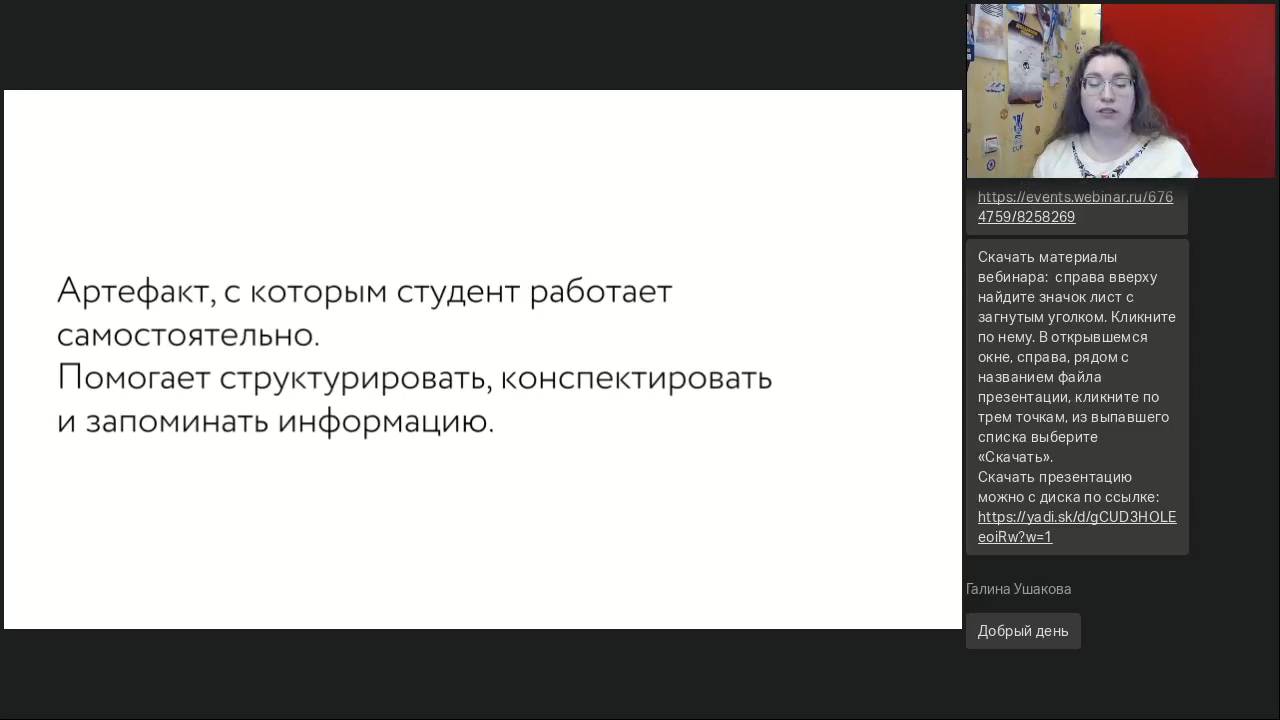 Артефакт, с которым студент работает
самостоятельно.
Помогает структурировать, конспектировать
и запоминать информацию.
CUP
https://events.webinar.ru/676
4759/8258269
Скачать материалы
вебинара:  справа вверху
найдите значок лист с
загнутым уголком. Кликните
по нему. В открывшемся
окне, справа, рядом с
названием файла
презентации, кликните по
трем точкам, из выпавшего
списка выберите
«Скачать».
Скачать презентацию
можно с диска по ссылке:
https://yadi.sk/d/gCUD3HOLE
eoiRw?w=1
Галина Ушакова
Добрый день